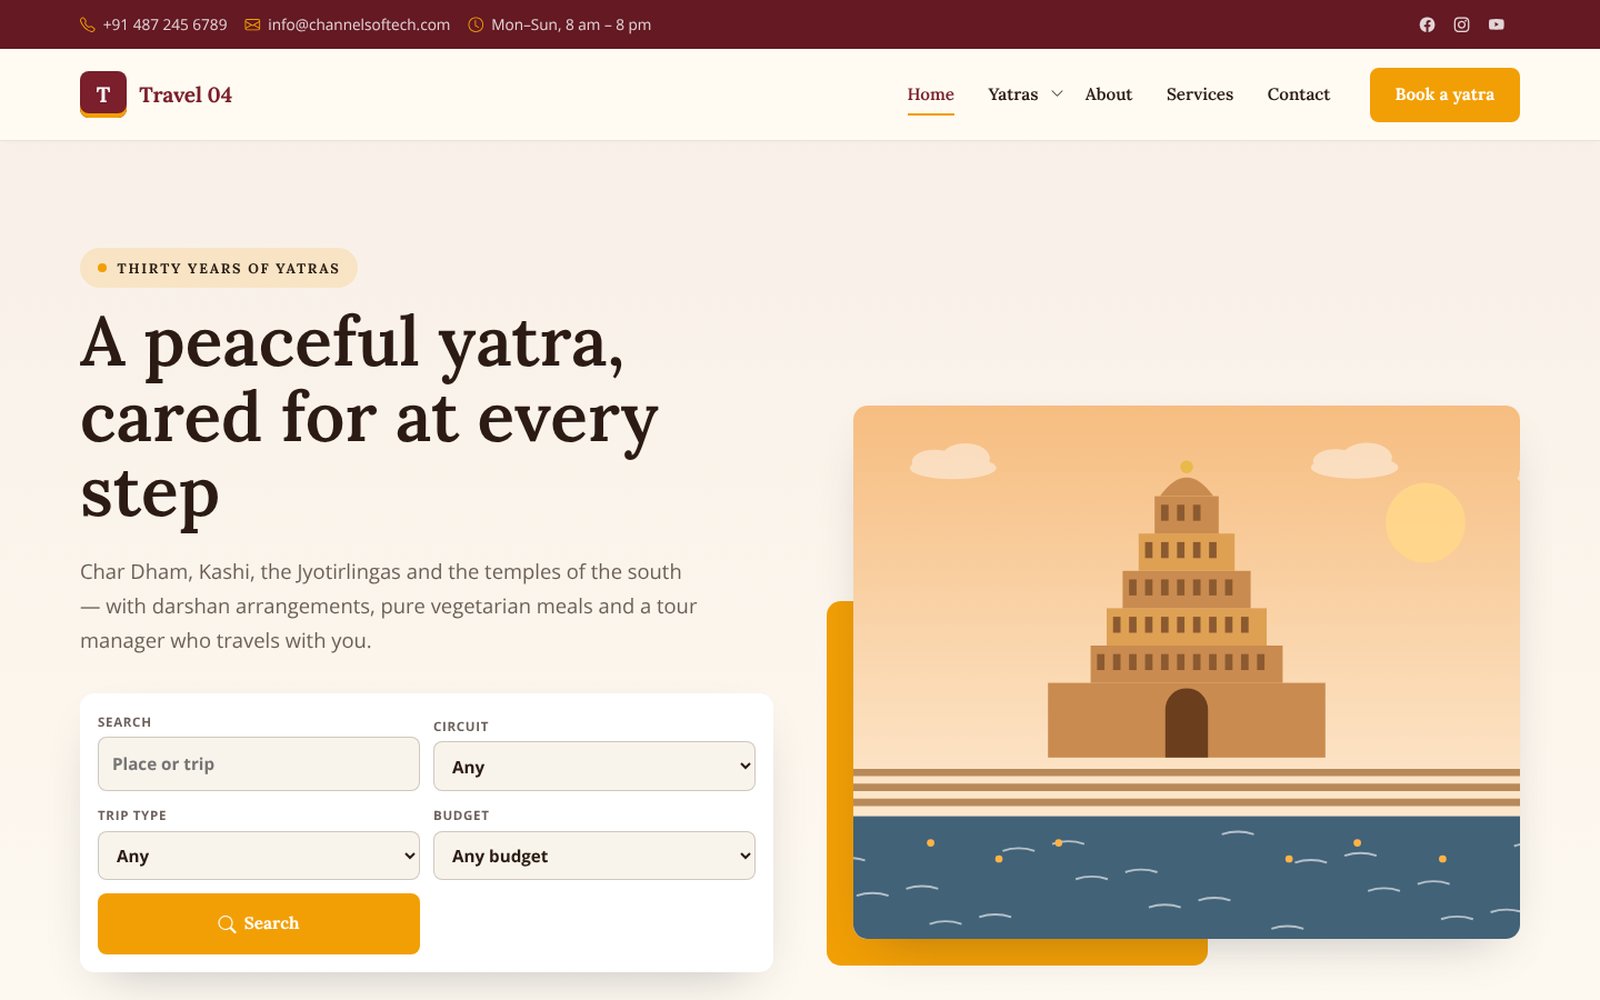 +91 487 245 6789
info@channelsoftech.com
Mon–Sun, 8 am – 8 pm
T
Travel 04
Home
Yatras
About
Services
Contact
Book a yatra
THIRTY YEARS OF YATRAS
A peaceful yatra,
cared for at every
step
Char Dham, Kashi, the Jyotirlingas and the temples of the south
— with darshan arrangements, pure vegetarian meals and a tour
manager who travels with you.
SEARCH
Place or trip
CIRCUIT
Any
TRIP TYPE
Any
BUDGET
Any budget
Search